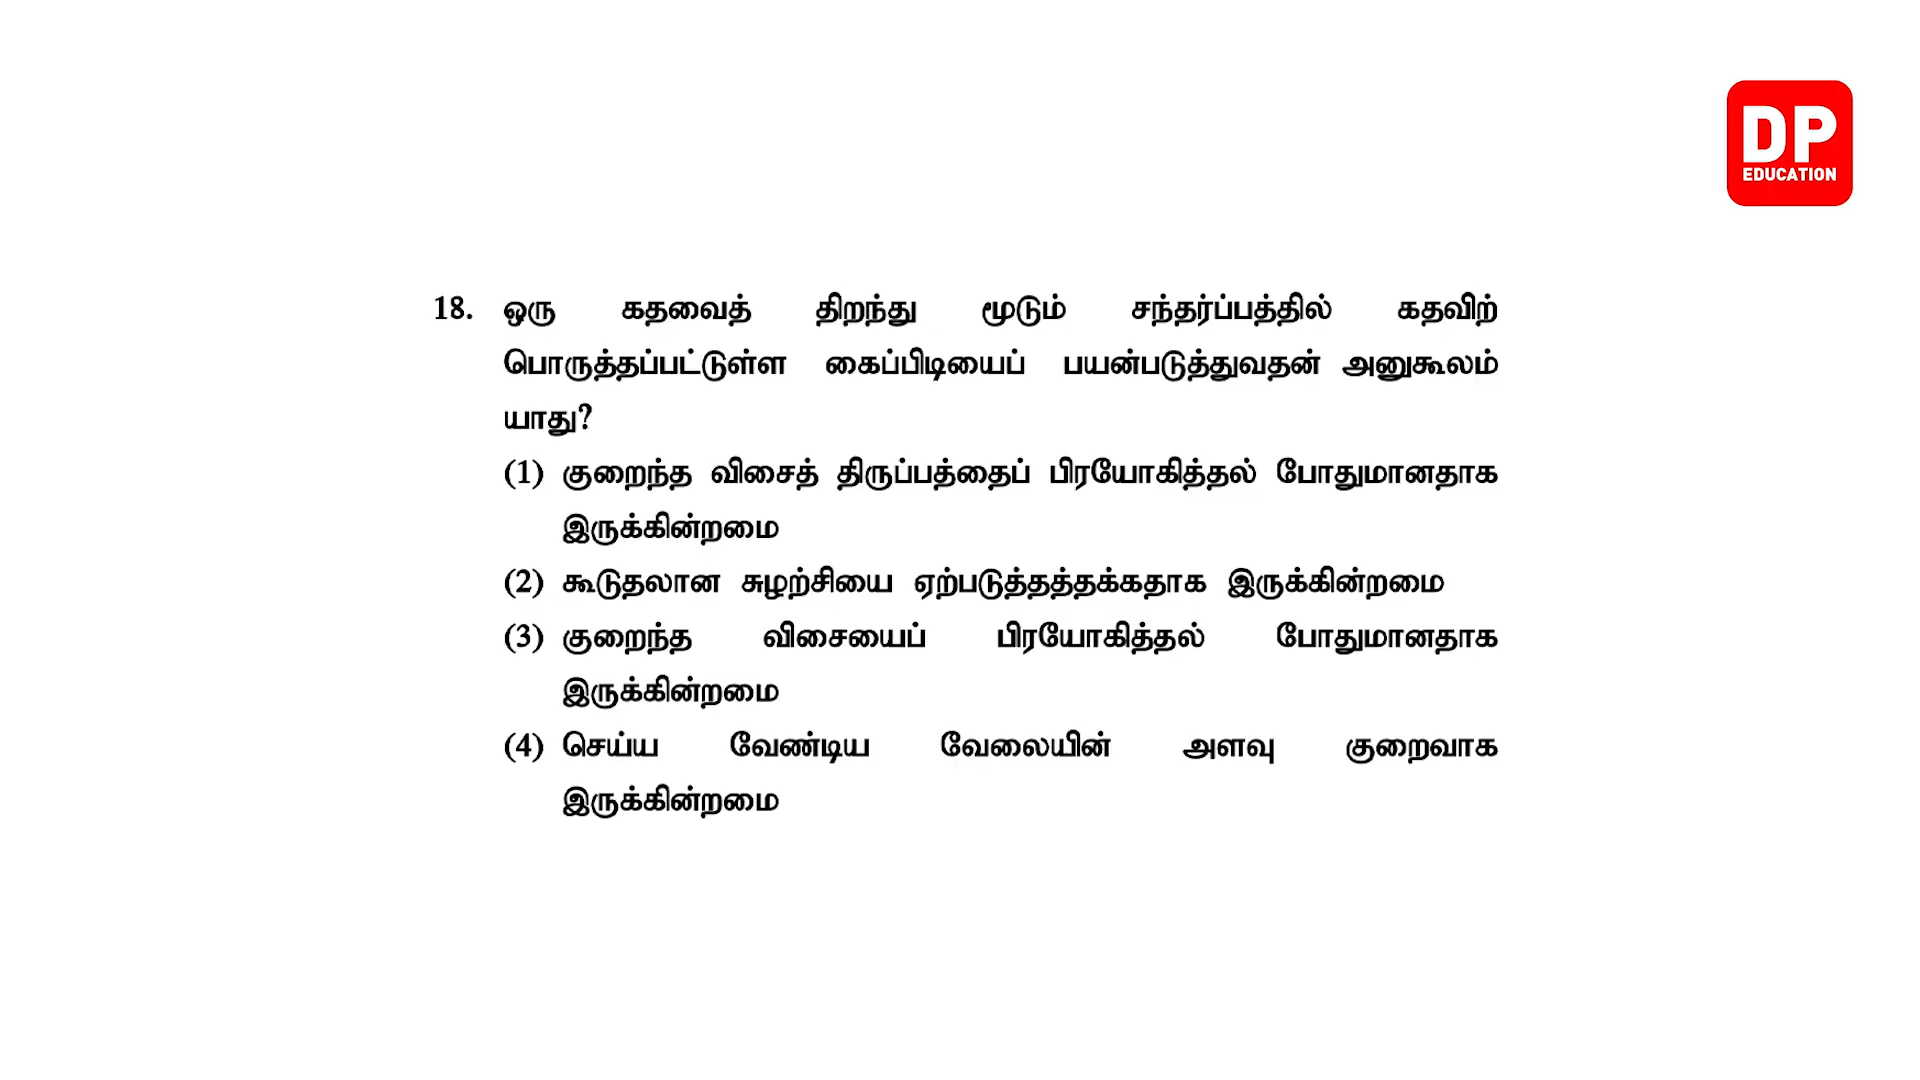 DP
EDUCATION
18. ஒரு கதவைத் திறந்து மூடும் சந்தர்ப்பத்தில் கதவிற்
பொருத்தப்பட்டுள்ள கைப்பிடியைப் பயன்படுத்துவதன் அனுகூலம்
யாது?
(1) குறைந்த விசைத் திருப்பத்தைப் பிரயோகித்தல் போதுமானதாக
இருக்கின்றமை
(2) கூடுதலான சுழற்சியை ஏற்படுத்தத்தக்கதாக இருக்கின்றமை
(3) குறைந்த விசையைப் பிரயோகித்தல் போதுமானதாக
இருக்கின்றமை
(4) செய்ய வேண்டிய வேலையின் அளவு குறைவாக
இருக்கின்றமை